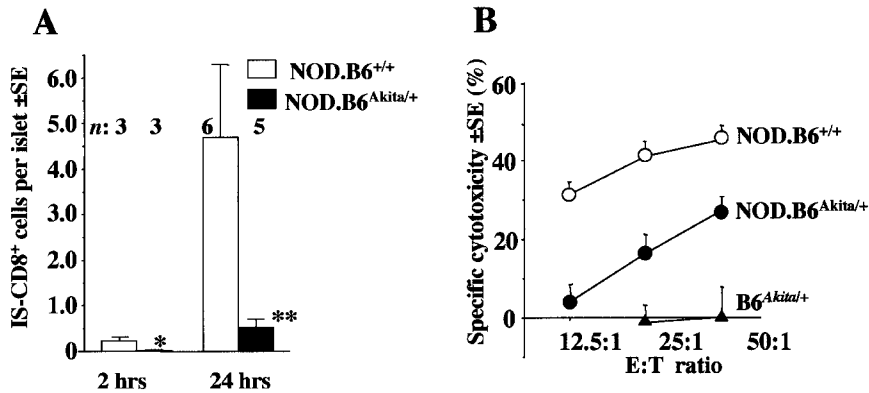 A
IS-CD8⁺ cells per islet ±SE
6.0
5.0
4.0
3.0
2.0
1.0
0
n: 3 3 6 5
NOD.B6+/+
NOD.B6Akita/+
*
**
2 hrs 24 hrs
B
Specific cytotoxicity ±SE (%)
60
40
20
0
NOD.B6+/+
NOD.B6Akita/+
B6Akita/+
12.5:1 25:1 50:1
E:T ratio